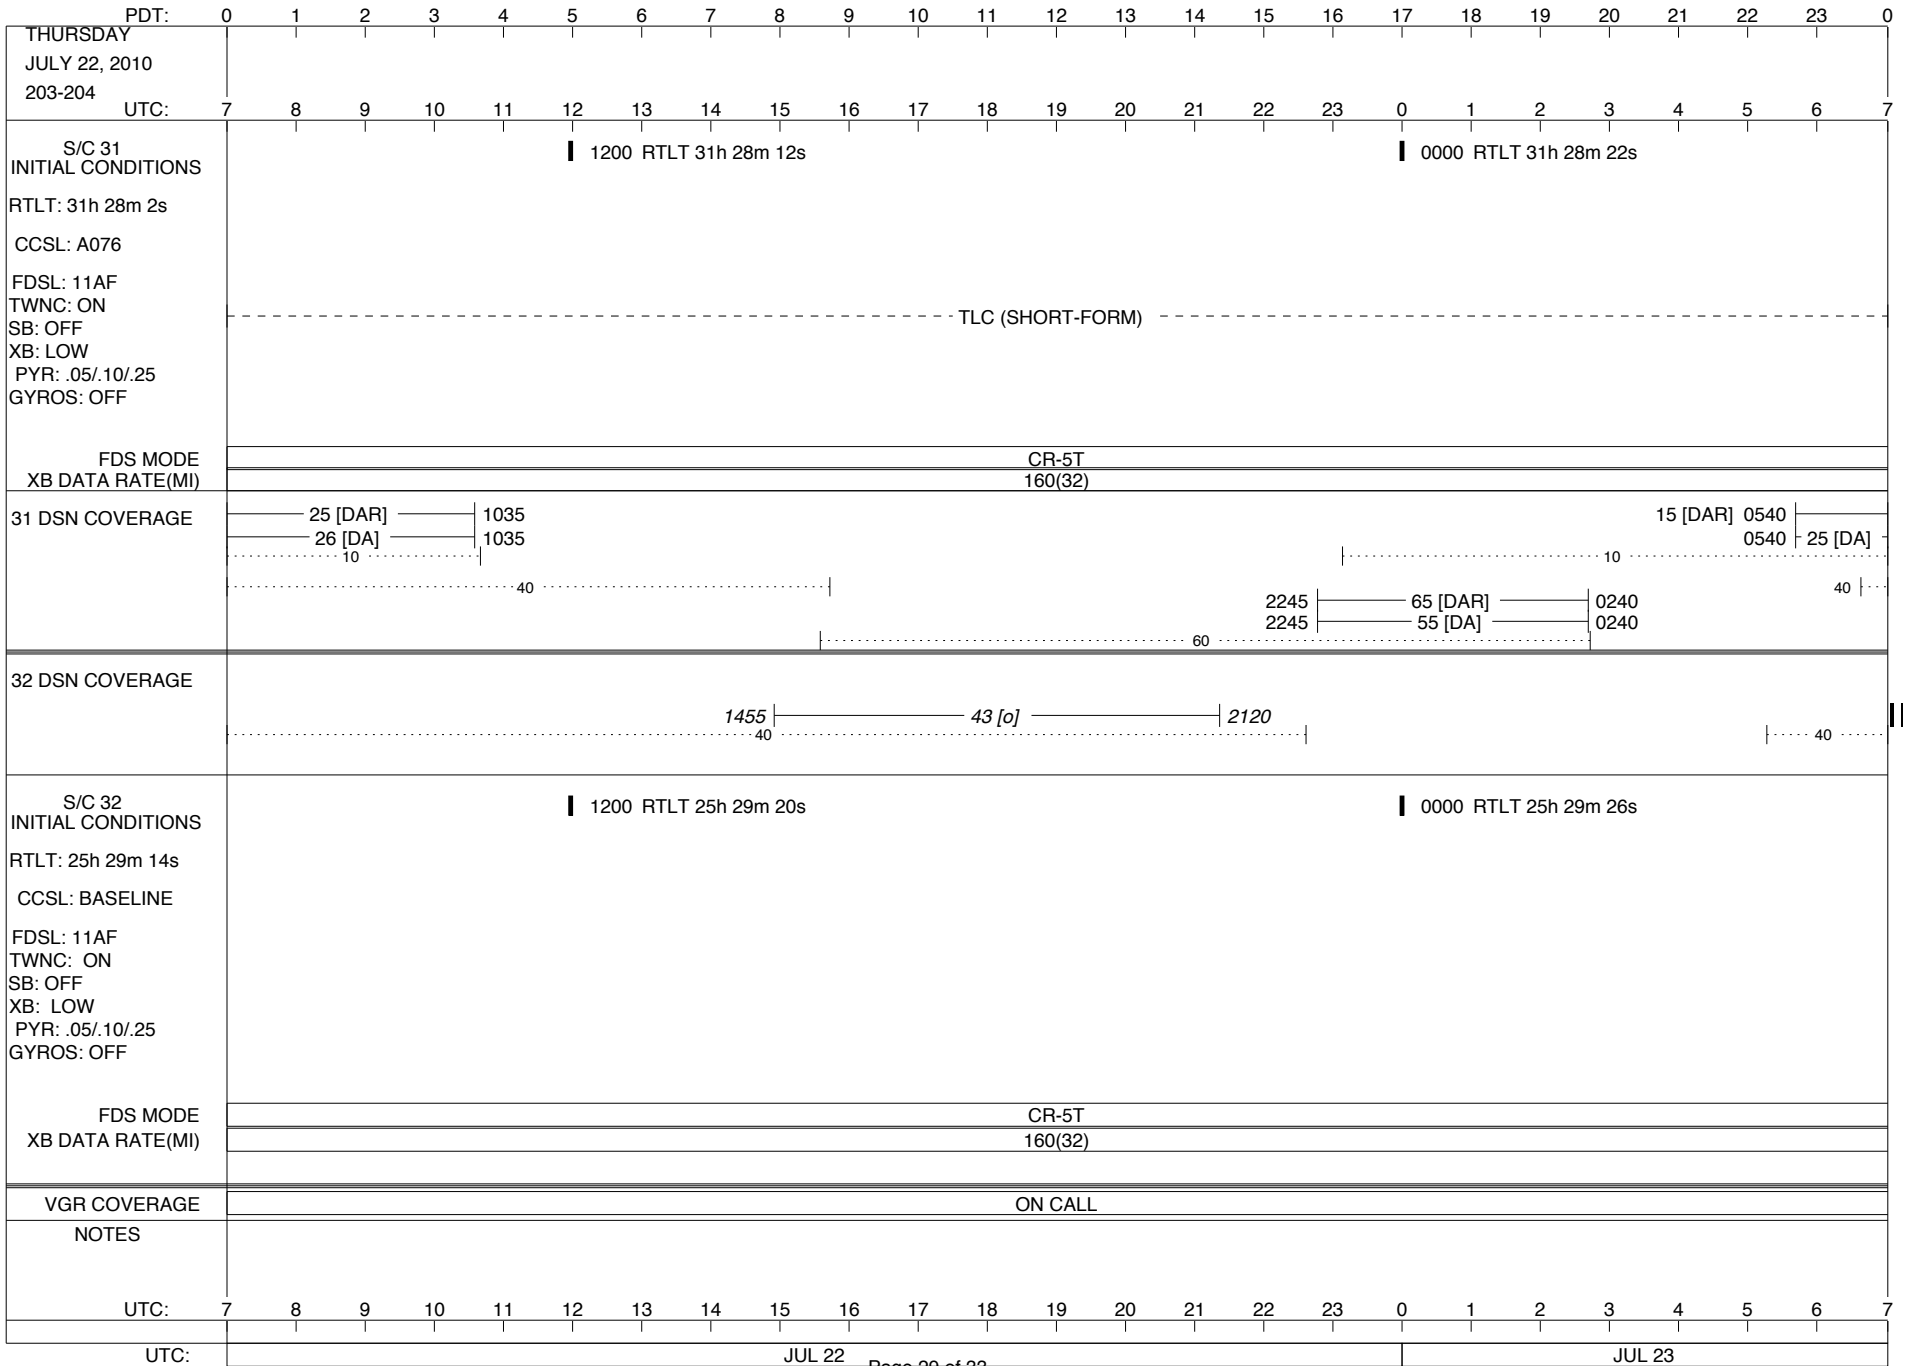 PDT: 0 1 2 3 4 5 6 7 8 9 10 11 12 13 14 15 16 17 18 19 20 21 22 23 0
THURSDAY
JULY 22, 2010
203-204
UTC: 7 8 9 10 11 12 13 14 15 16 17 18 19 20 21 22 23 0 1 2 3 4 5 6 7
S/C 31
INITIAL CONDITIONS
1200 RTLT 31h 28m 12s
0000 RTLT 31h 28m 22s
RTLT: 31h 28m 2s
CCSL: A076
FDSL: 11AF
TWNC: ON
SB: OFF
XB: LOW
PYR: .05/.10/.25
GYROS: OFF
TLC (SHORT-FORM)
FDS MODE CR-5T
XB DATA RATE(MI) 160(32)
31 DSN COVERAGE
25 [DAR] 1035 15 [DAR] 0540
26 [DA] 1035 0540 25 [DA]
10 10
40 40
2245 65 [DAR] 0240
2245 55 [DA] 0240
60
32 DSN COVERAGE
1455 43 [o] 2120
40 40
S/C 32
INITIAL CONDITIONS
1200 RTLT 25h 29m 20s
0000 RTLT 25h 29m 26s
RTLT: 25h 29m 14s
CCSL: BASELINE
FDSL: 11AF
TWNC: ON
SB: OFF
XB: LOW
PYR: .05/.10/.25
GYROS: OFF
FDS MODE CR-5T
XB DATA RATE(MI) 160(32)
VGR COVERAGE ON CALL
NOTES
UTC: 7 8 9 10 11 12 13 14 15 16 17 18 19 20 21 22 23 0 1 2 3 4 5 6 7
UTC: JUL 22 JUL 23